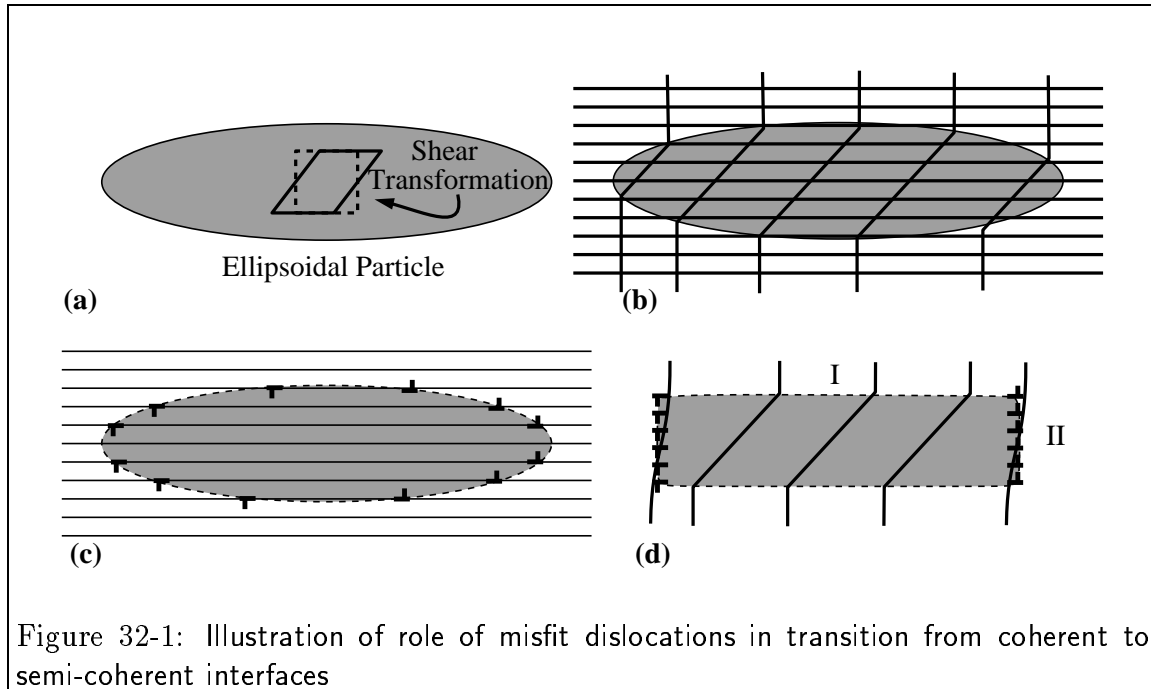 Shear
Transformation
Ellipsoidal Particle
(a)
(b)
(c)
I
II
(d)
Figure 32-1: Illustration of role of misfit dislocations in transition from coherent to
semi-coherent interfaces